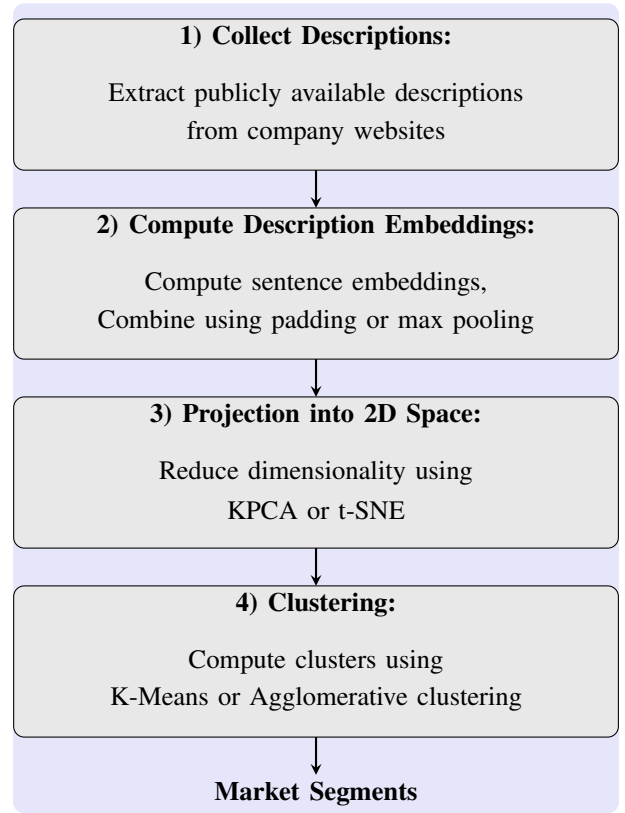 1) Collect Descriptions:
Extract publicly available descriptions
from company websites
2) Compute Description Embeddings:
Compute sentence embeddings,
Combine using padding or max pooling
3) Projection into 2D Space:
Reduce dimensionality using
KPCA or t-SNE
4) Clustering:
Compute clusters using
K-Means or Agglomerative clustering
Market Segments